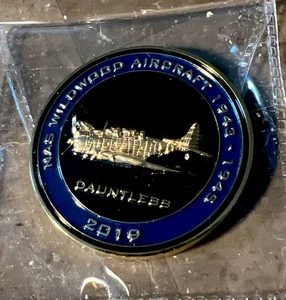 NAS WILDWOOD AIRCRAFT 1943 - 1945
DAUNTLESS
2019